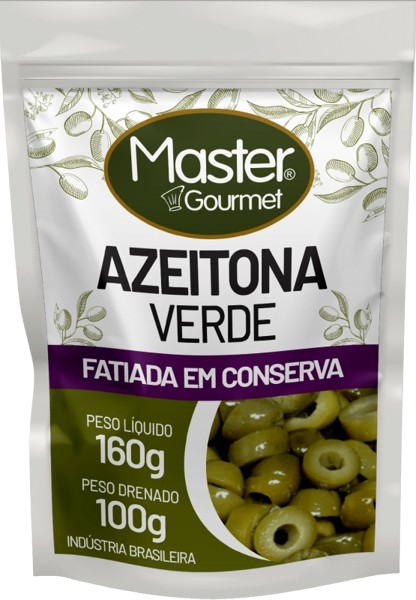 Master®
Gourmet
AZEITONA
VERDE
FATIADA EM CONSERVA
PESO LÍQUIDO
160g
PESO DRENADO
100g
INDÚSTRIA BRASILEIRA